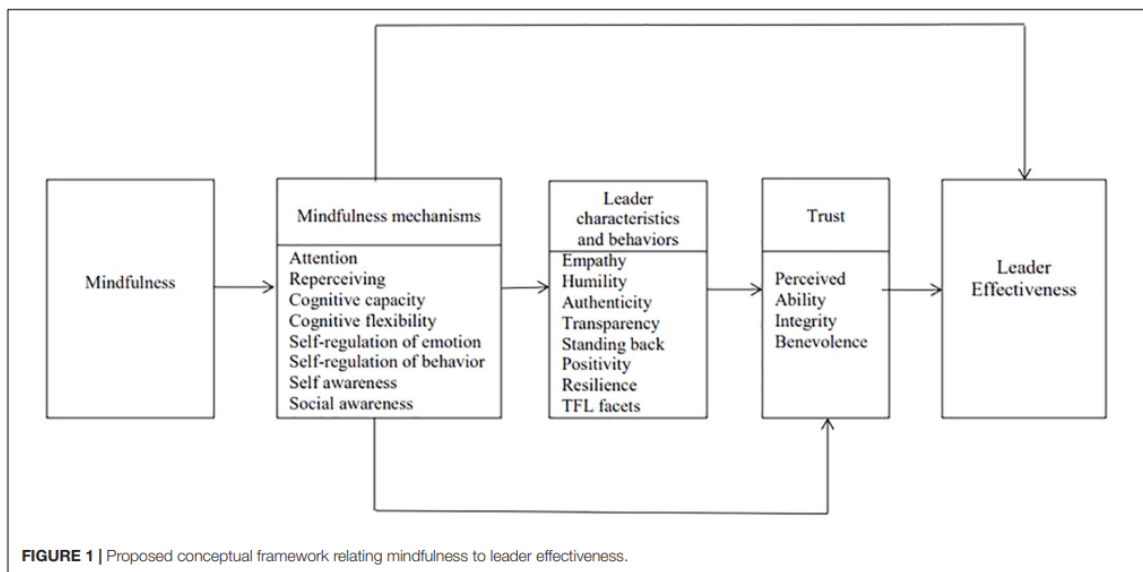 Mindfulness
Mindfulness mechanisms
Attention
Reperceiving
Cognitive capacity
Cognitive flexibility
Self-regulation of emotion
Self-regulation of behavior
Self awareness
Social awareness
Leader
characteristics
and behaviors
Empathy
Humility
Authenticity
Transparency
Standing back
Positivity
Resilience
TFL facets
Trust
Perceived
Ability
Integrity
Benevolence
Leader
Effectiveness
FIGURE 1 | Proposed conceptual framework relating mindfulness to leader effectiveness.